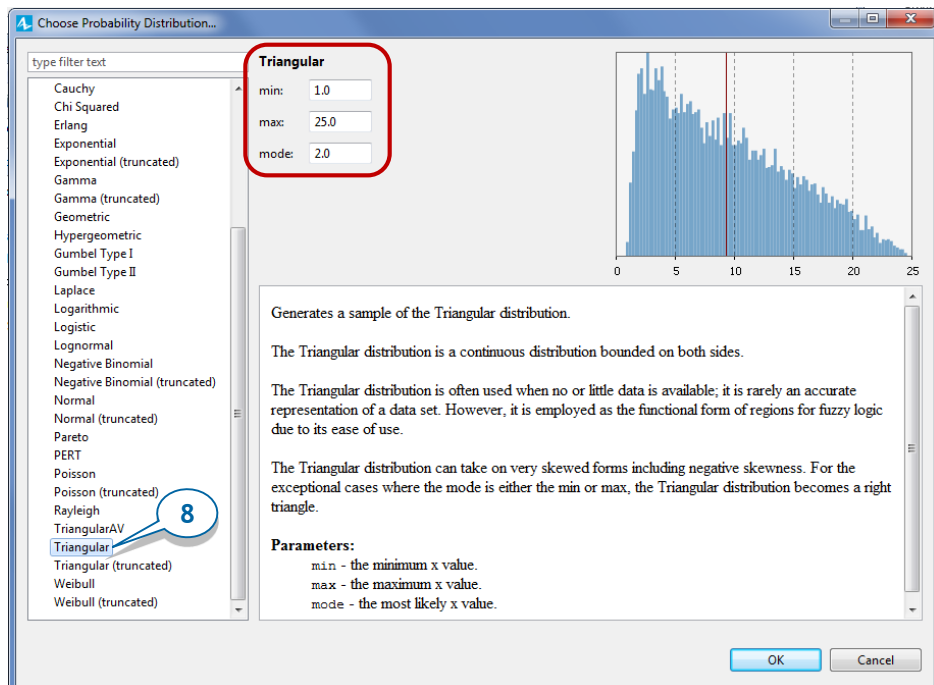 Choose Probability Distribution...
type filter text
Cauchy
Chi Squared
Erlang
Exponential
Exponential (truncated)
Gamma
Gamma (truncated)
Geometric
Hypergeometric
Gumbel Type I
Gumbel Type II
Laplace
Logarithmic
Logistic
Lognormal
Negative Binomial
Negative Binomial (truncated)
Normal
Normal (truncated)
Pareto
PERT
Poisson
Poisson (truncated)
Rayleigh
TriangularAV
Triangular
Triangular (truncated)
Weibull
Weibull (truncated)
8
Triangular
min: 1.0
max: 25.0
mode: 2.0
0 5 10 15 20 25
Generates a sample of the Triangular distribution.
The Triangular distribution is a continuous distribution bounded on both sides.
The Triangular distribution is often used when no or little data is available; it is rarely an accurate
representation of a data set. However, it is employed as the functional form of regions for fuzzy logic
due to its ease of use.
The Triangular distribution can take on very skewed forms including negative skewness. For the
exceptional cases where the mode is either the min or max, the Triangular distribution becomes a right
triangle.
Parameters:
min - the minimum x value.
max - the maximum x value.
mode - the most likely x value.
OK Cancel